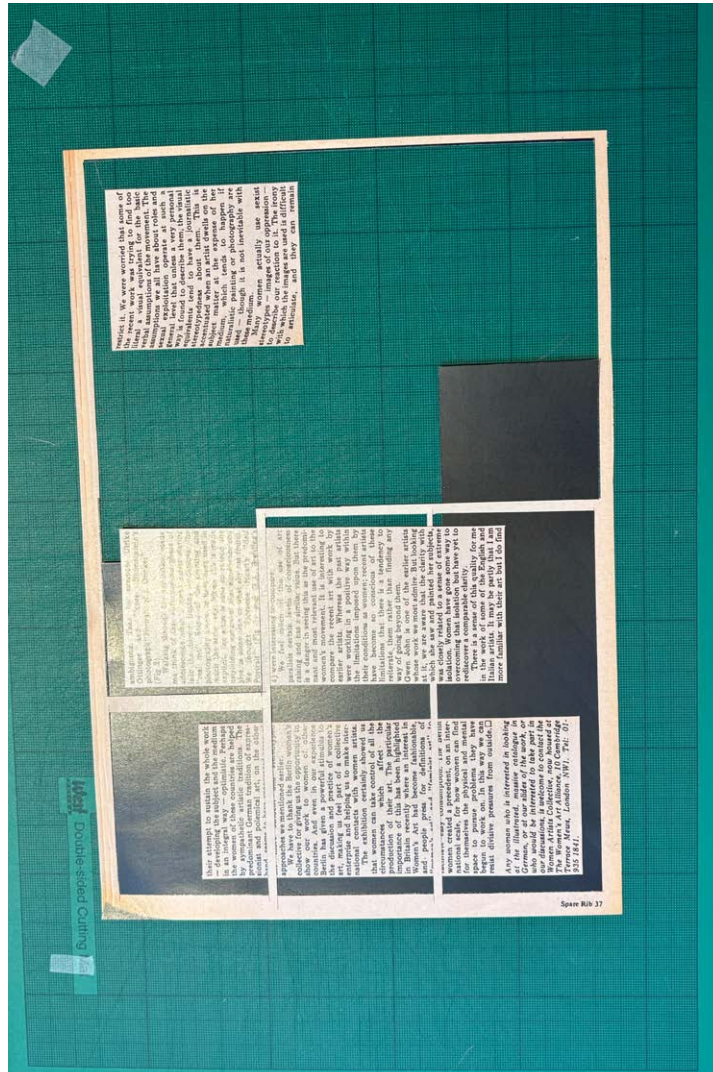 restrict it. We were worried that some of
the recent work was trying to find too
literal a visual equivalent for the basic
verbal assumptions of the movement. The
assumptions we all have about roles and
sexual exploitation operate at such a
general level that unless a very personal
way is found to describe them, the visual
equivalents tend to have a journalistic
stereotypedness about them. This is
accentuated when an artist dwells on the
subject matter at the expense of her
medium, which tends to happen if
naturalistic painting or photography are
used — though it is not inevitable with
these medium.
Many women actually use sexist
stereotypes — images of our oppression —
to describe our reaction to it. The irony
with which the images are used is difficult
to articulate, and they can remain
(Fig 3)
4) were interesting to compare.
raising and has similar value. But there
is a danger in seeing this as the predomi-
nant and most relevant use of art to the
women's movement. It is interesting to
compare the recent art with work by
earlier artists. Whereas the past artists
were working in a positive way within
the limitations imposed upon them by
their conditions as women, recent artists
have become so conscious of these
limitations that there is a tendency to
reiterate them rather than finding any
way of going beyond them.
Gwen John is one of the earlier artists
whose work we most admire. But looking
at it, we are aware that the clarity with
which she saw and painted her subjects,
was closely related to a sense of extreme
isolation. Women have gone some way to
overcoming that isolation but have yet to
rediscover a comparable clarity.
There is a sense of this quality for me
in the work of some of the English and
Italian artists. It may be partly that I am
more familiar with their art but I do find
their attempt to sustain the whole work
— developing the subject and the medium
in an integral way — optimistic. Perhaps
the women of these countries are helped
by sympathetic artistic traditions. The
predominant German tradition of expres-
sionist and political art, on the other
approaches we mentioned earlier.
We have to thank the Berlin women's
collective for giving us the opportunity to
show our work to women of other
countries. And even in our experience
Berlin has given a powerful stimulus to
the discussion and practice of women's
art, making us feel part of a collective
enterprise and helping us to make inter-
national contacts with women artists.
The exhibition certainly showed us
that women can take control of all the
circumstances which affect the
production of their art. The particular
importance of this has been highlighted
in Britain recently where an interest in
Women's Art had become fashionable,
and people press for definitions of
women created a precedent, on an inter-
national scale, for how women can find
for themselves the physical and mental
space to pursue problems they have
begun to work on. In this way we can
resist divisive pressures from outside.□
Any woman who is interested in looking
at the illustrated massive catalogue in
German, or at our slides of the work, or
who would be interested to take part in
our discussions, is welcome to contact the
Women Artists Collective, now housed at
The Women's Art Alliance, 10 Cambridge
Terrace Mews, London NW1. Tel: 01-
935 1841.
Spare Rib 37
Double-sided Cutting